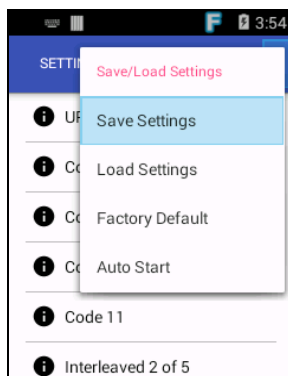 F 3:54
SETTIN
Save/Load Settings
Save Settings
Load Settings
Factory Default
Auto Start
Code 11
Interleaved 2 of 5